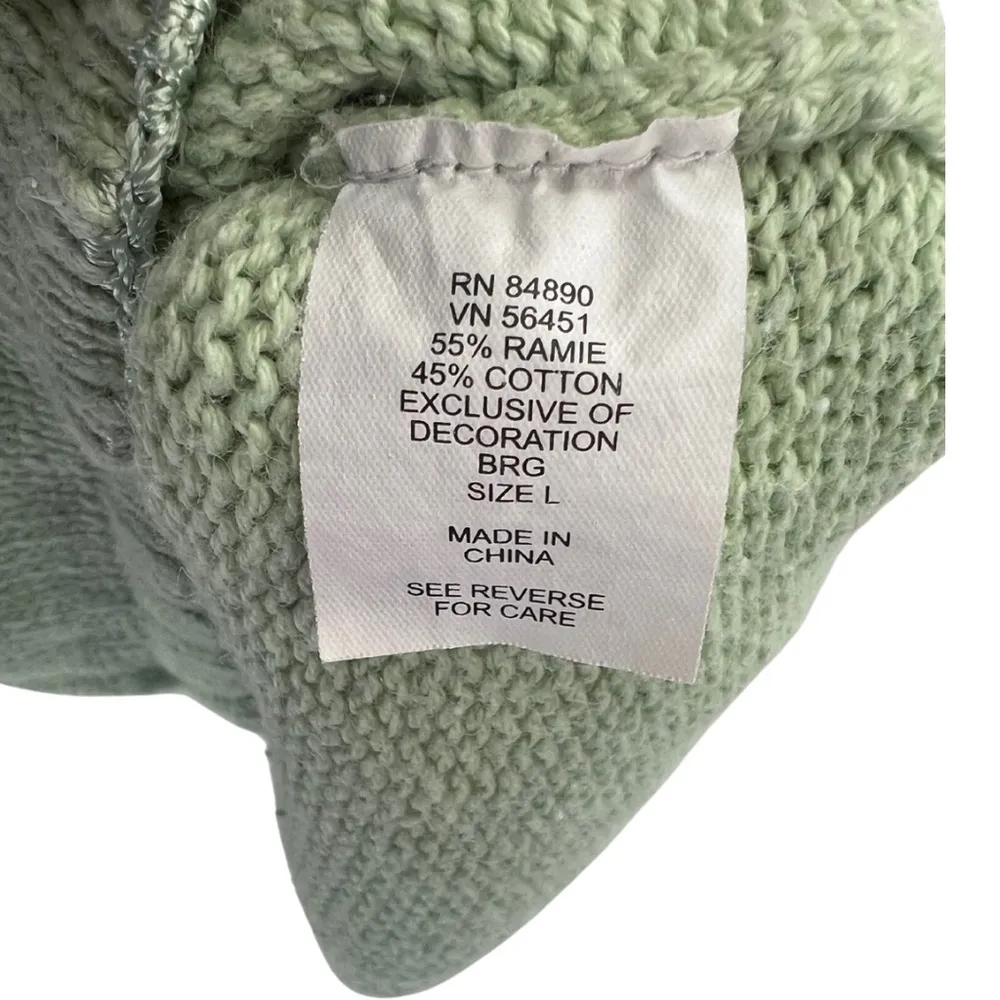 RN 84890
VN 56451
55% RAMIE
45% COTTON
EXCLUSIVE OF
DECORATION
BRG
SIZE L
MADE IN
CHINA
SEE REVERSE
FOR CARE